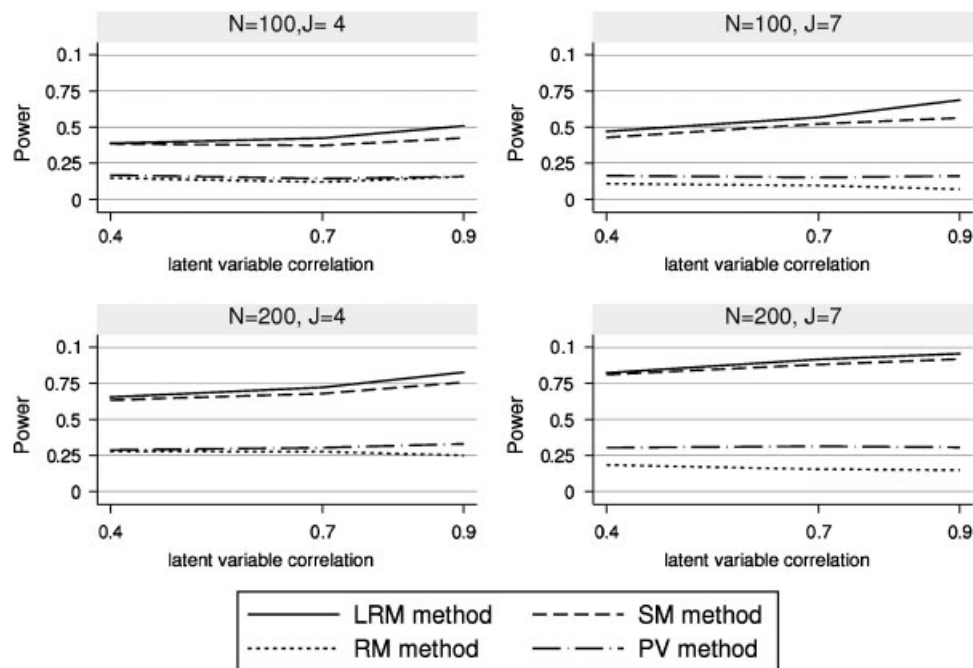 N=100,J= 4
N=100, J=7
0.1
0.75
0.5
0.25
0
Power
0.4
0.7
0.9
latent variable correlation
0.1
0.75
0.5
0.25
0
Power
0.4
0.7
0.9
latent variable correlation
N=200, J=4
N=200, J=7
0.1
0.75
0.5
0.25
0
Power
0.4
0.7
0.9
latent variable correlation
0.1
0.75
0.5
0.25
0
Power
0.4
0.7
0.9
latent variable correlation
LRM method
SM method
RM method
PV method